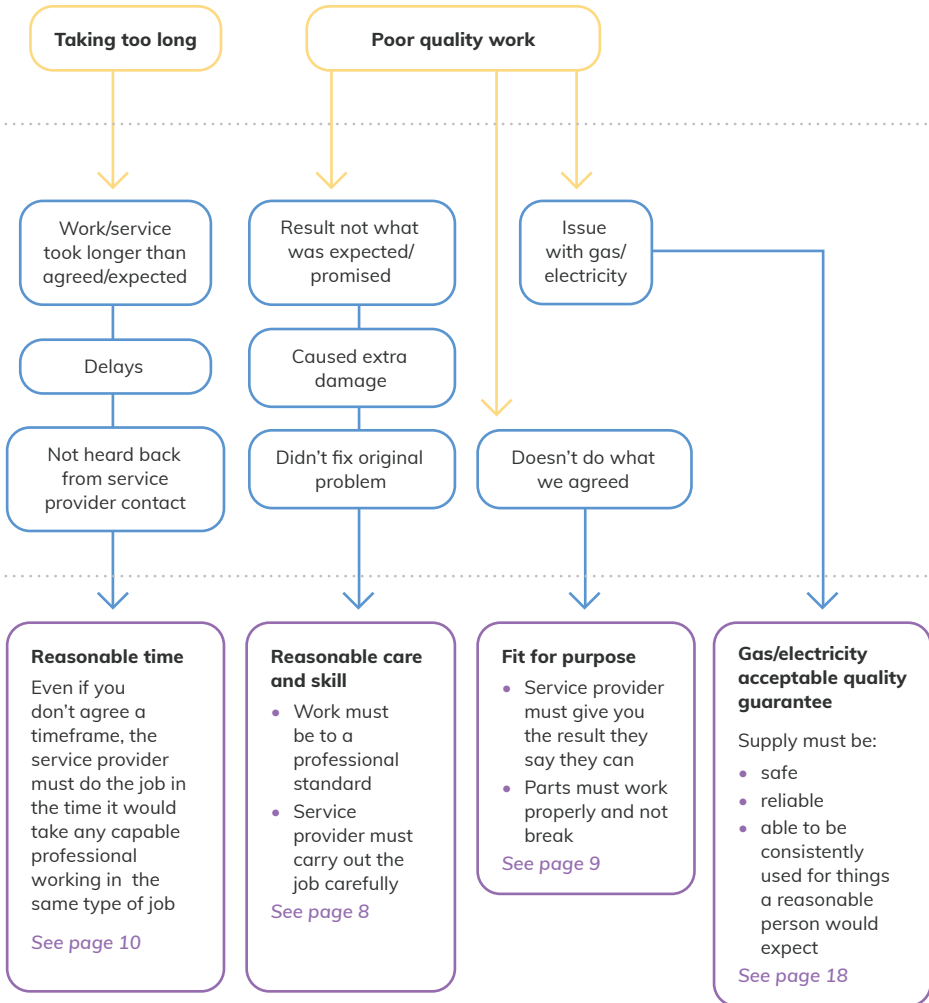 Taking too long
Poor quality work
Work/service
took longer than
agreed/expected
Delays
Not heard back
from service
provider contact
Result not what
was expected/
promised
Caused extra
damage
Didn’t fix original
problem
Issue
with gas/
electricity
Doesn’t do what
we agreed
Reasonable time
Even if you
don’t agree a
timeframe, the
service provider
must do the job in
the time it would
take any capable
professional
working in the
same type of job
See page 10
Reasonable care
and skill
• Work must
be to a
professional
standard
• Service
provider must
carry out the
job carefully
See page 8
Fit for purpose
• Service provider
must give you
the result they
say they can
• Parts must work
properly and not
break
See page 9
Gas/electricity
acceptable quality
guarantee
Supply must be:
• safe
• reliable
• able to be
consistently
used for things
a reasonable
person would
expect
See page 18